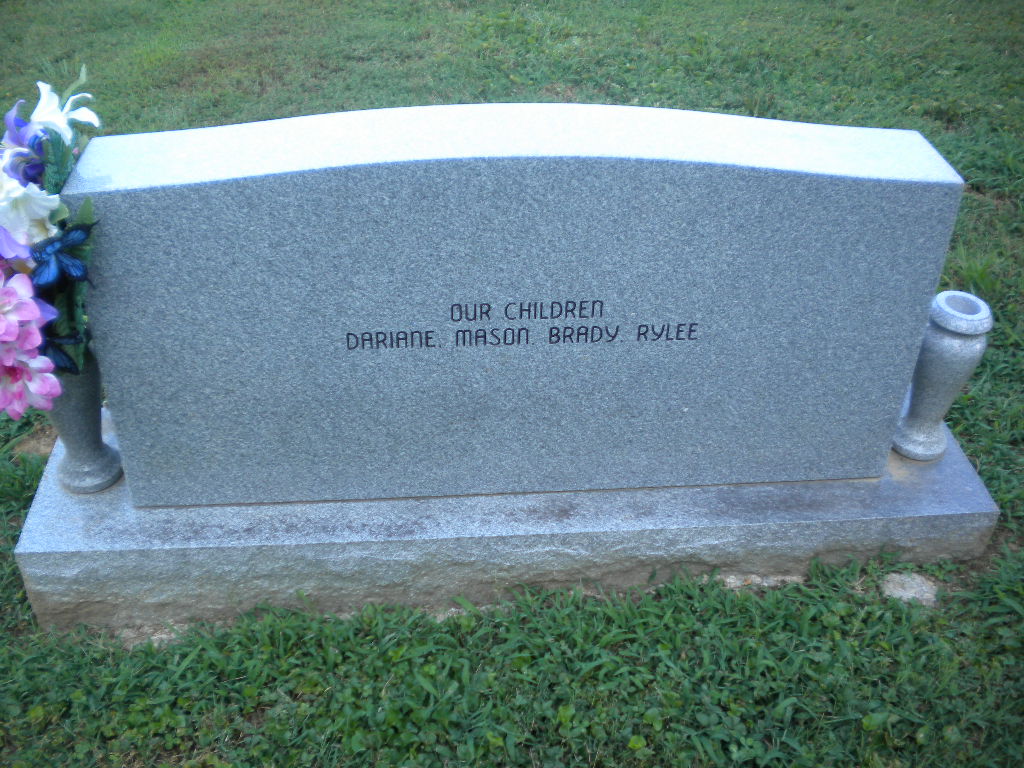 OUR CHILDREN
DARIANE, MASON, BRADY, RYLEE